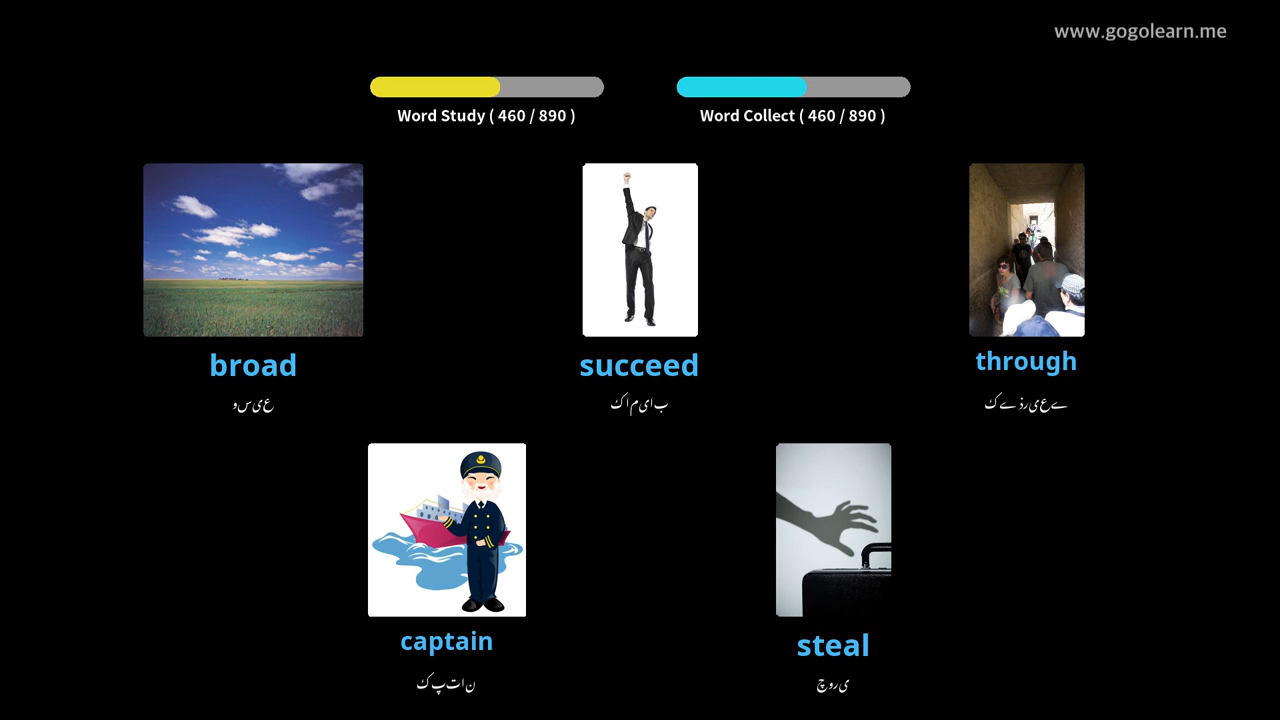 www.gogolearn.me
Word Study ( 460 / 890 )
Word Collect ( 460 / 890 )
broad
succeed
through
وسیع
کامیاب
کے ذریعے
captain
steal
کپتان
چوری